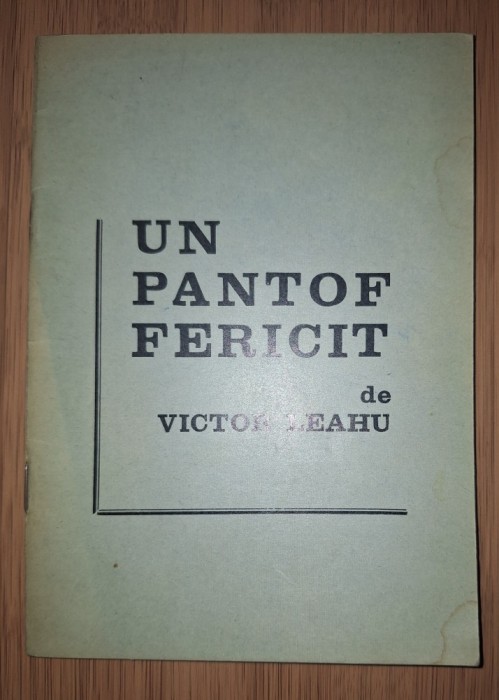 UN
PANTOF
FERICIT
de
VICTOR LEAHU